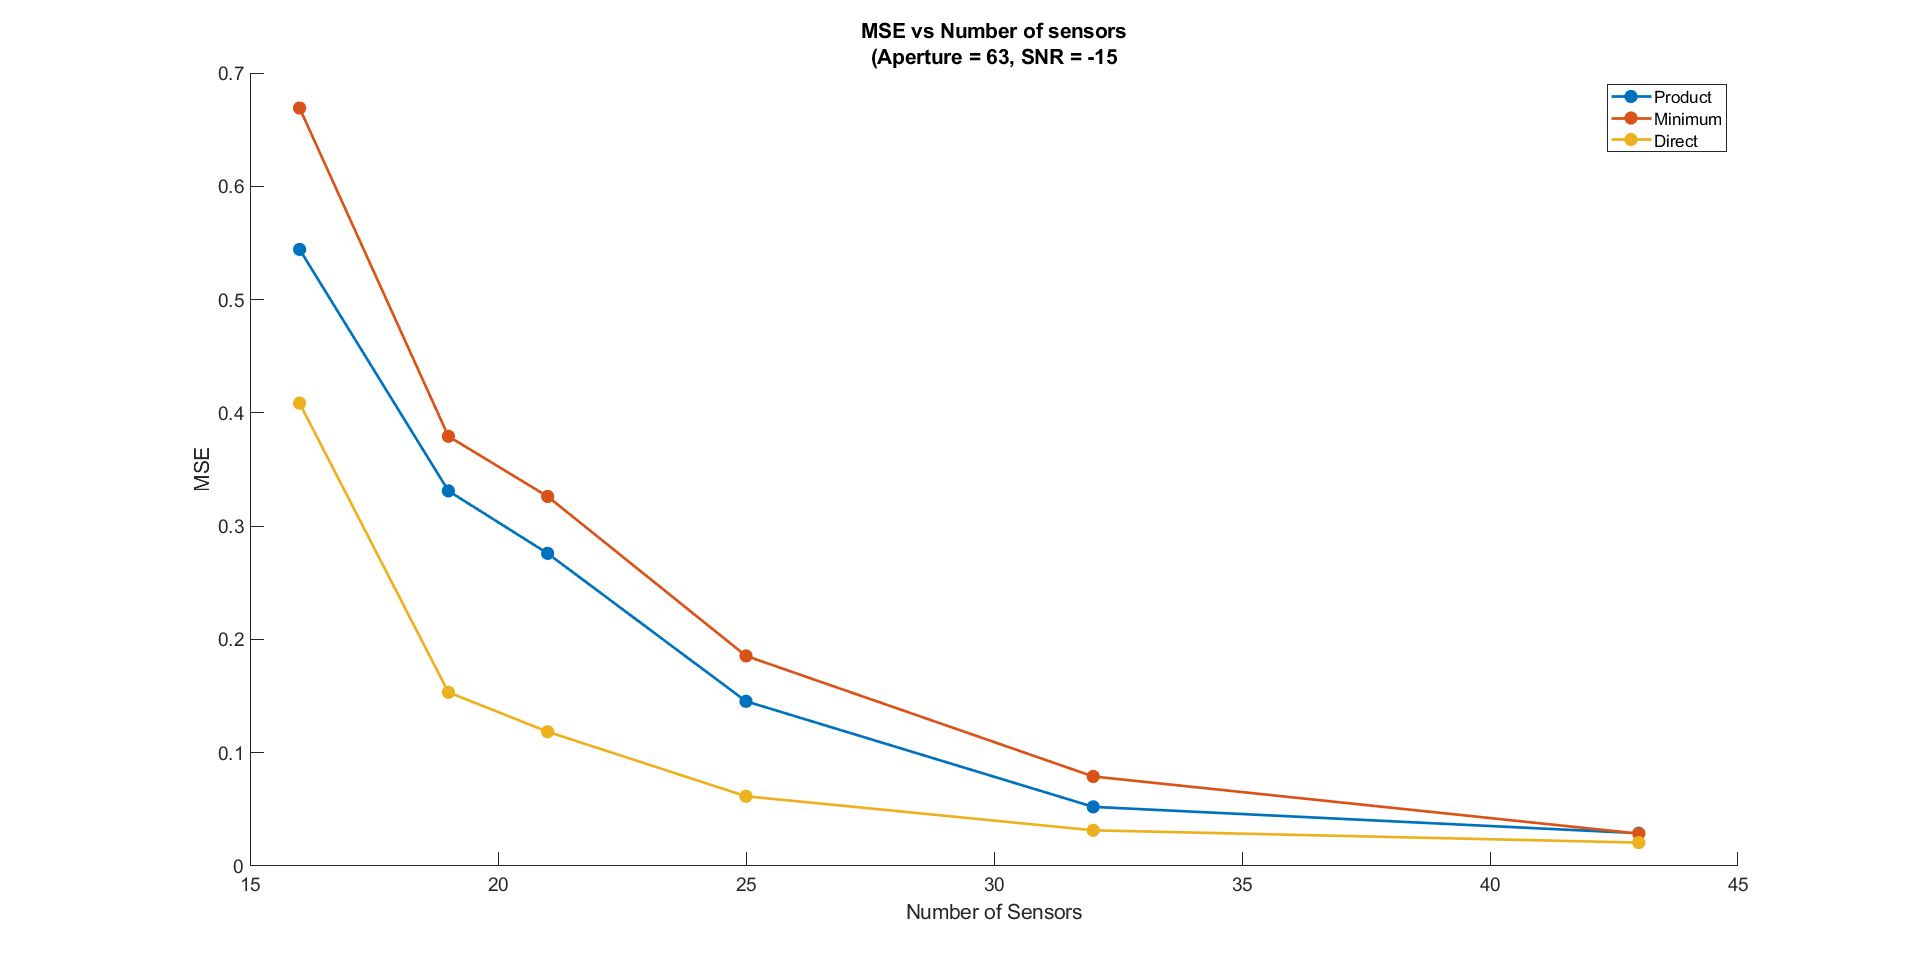 MSE vs Number of sensors
(Aperture = 63, SNR = -15
0.7
0.6
0.5
0.4
0.3
0.2
0.1
0
MSE
15 20 25 30 35 40 45
Number of Sensors
Product
Minimum
Direct